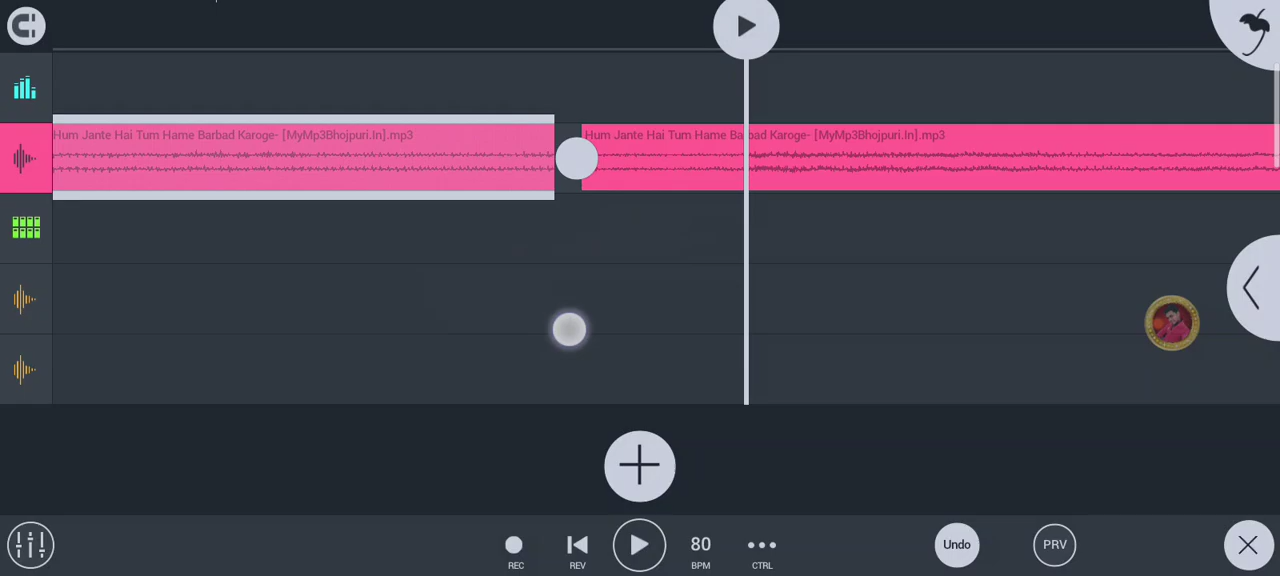 Hum Jante Hai Tum Hame Barbad Karoge- [MyMp3Bhojpuri.In].mp3
Hum Jante Hai Tum Hame Barbad Karoge- [MyMp3Bhojpuri.In].mp3
80
Undo
PRV
REC
REV
BPM
CTRL